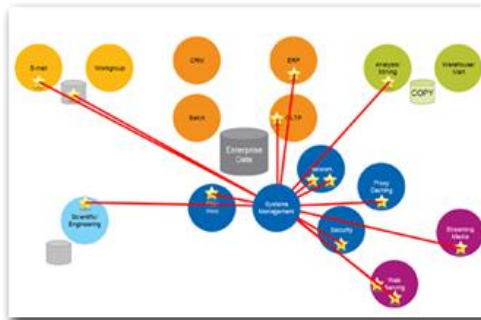 E-mail
Workgroup
CRM
ERP
Analysis/
Mining
Warehouse/
Mart
COPY
Batch
OLTP
Enterprise
Data
Network
Proxy
Caching
Scientific/
Engineering
Web
Systems
Management
Security
Streaming
Media
Web
Serving